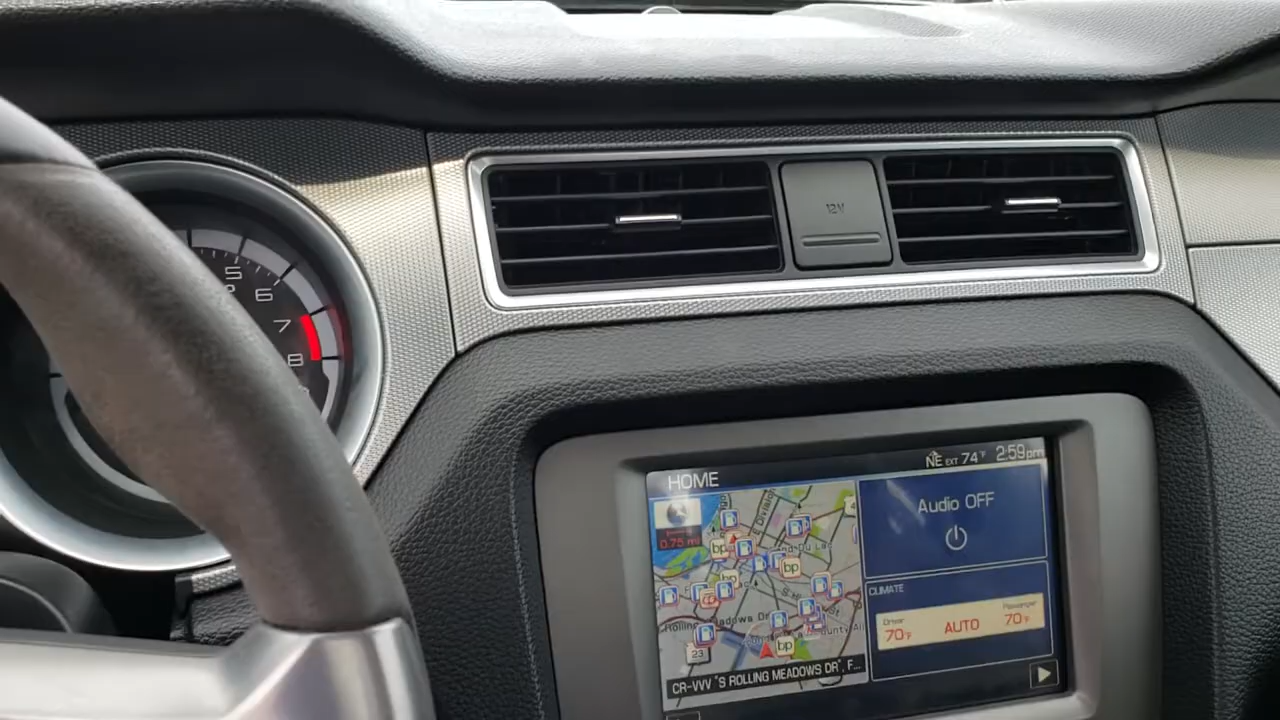 12V
5
6
7
8
HOME
NE EXT 74°F 2:59pm
0.75 mi
Audio OFF
bp
bp
bp
bp
CLIMATE
Driver
70°F
AUTO
Passenger
70°F
23
CR-VVV "S ROLLING MEADOWS DR", F...